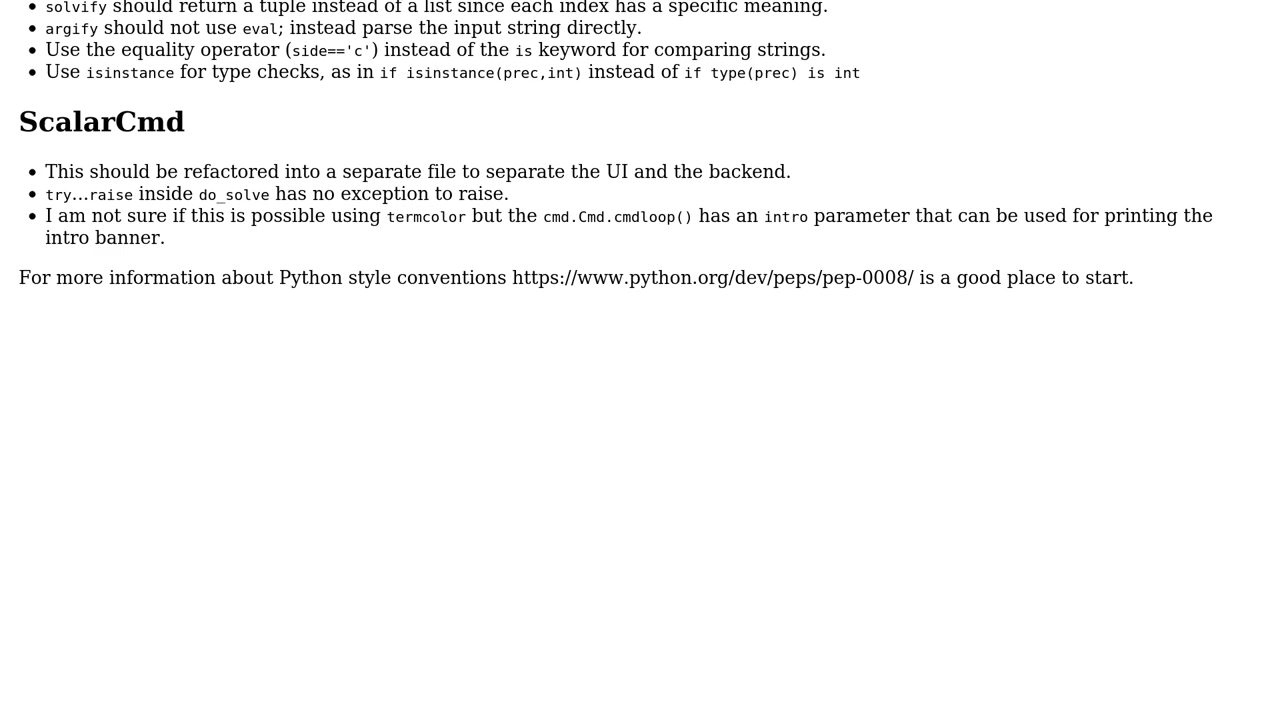 solvify should return a tuple instead of a list since each index has a specific meaning.
argify should not use eval; instead parse the input string directly.
Use the equality operator (side=='c') instead of the is keyword for comparing strings.
Use isinstance for type checks, as in if isinstance(prec,int) instead of if type(prec) is int
ScalarCmd
This should be refactored into a separate file to separate the UI and the backend.
try...raise inside do_solve has no exception to raise.
I am not sure if this is possible using termcolor but the cmd.Cmd.cmdloop() has an intro parameter that can be used for printing the
intro banner.
For more information about Python style conventions https://www.python.org/dev/peps/pep-0008/ is a good place to start.